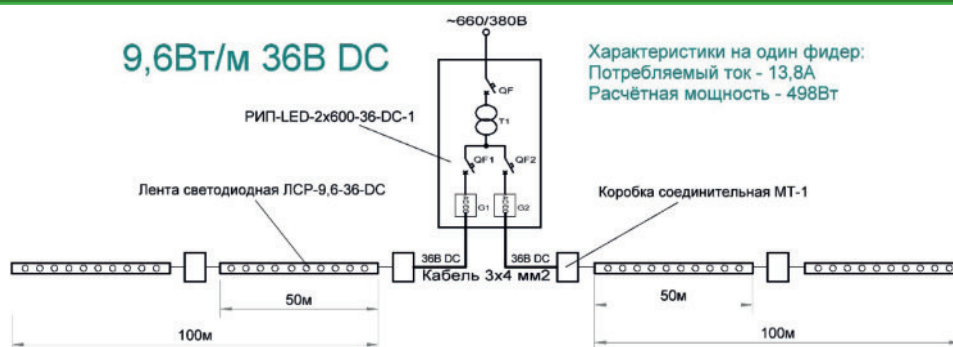 ~660/380В
9,6Вт/м 36В DC
Характеристики на один фидер:
Потребляемый ток - 13,8А
Расчётная мощность - 498Вт
QF
T1
РИП-LED-2х600-36-DC-1
QF1
QF2
Лента светодиодная ЛСР-9,6-36-DC
Коробка соединительная МТ-1
G1
G2
36В DC
36В DC
Кабель 3х4 мм2
50м
50м
100м
100м